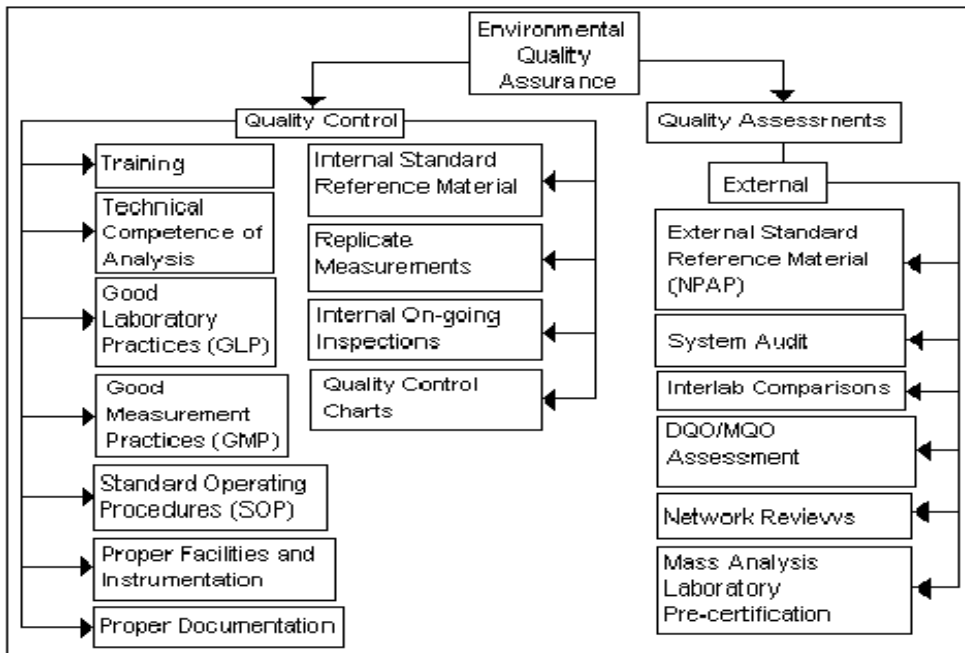 Environmental
Quality
Assurance
Quality Control
Training
Technical
Competence of
Analysis
Good
Laboratory
Practices (GLP)
Good
Measurement
Practices (GMP)
Standard Operating
Procedures (SOP)
Proper Facilities and
Instrumentation
Proper Documentation
Internal Standard
Reference Material
Replicate
Measurements
Internal On-going
Inspections
Quality Control
Charts
Quality Assessments
External
External Standard
Reference Material
(NPAP)
System Audit
Interlab Comparisons
DQO/MQO
Assessment
Network Reviews
Mass Analysis
Laboratory
Pre-certification